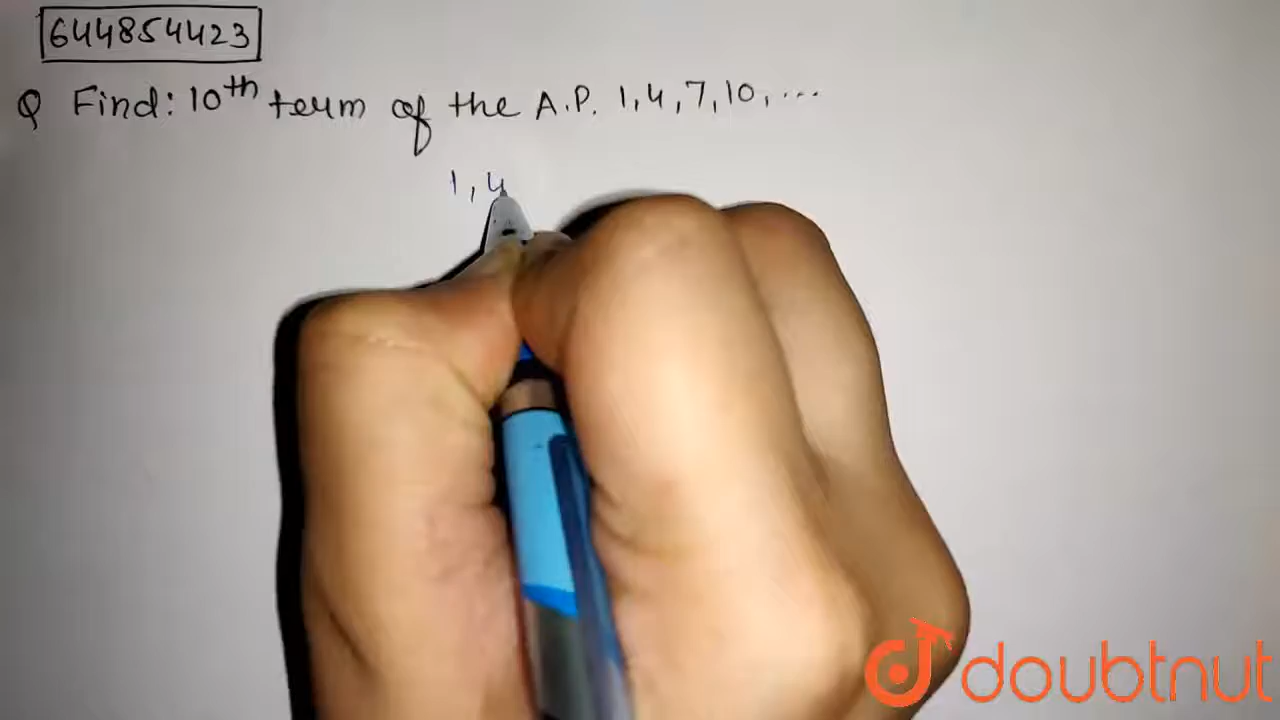 644854423
Q Find: 10th term of the A.P. 1,4,7,10, ...
1,4
doubtnut